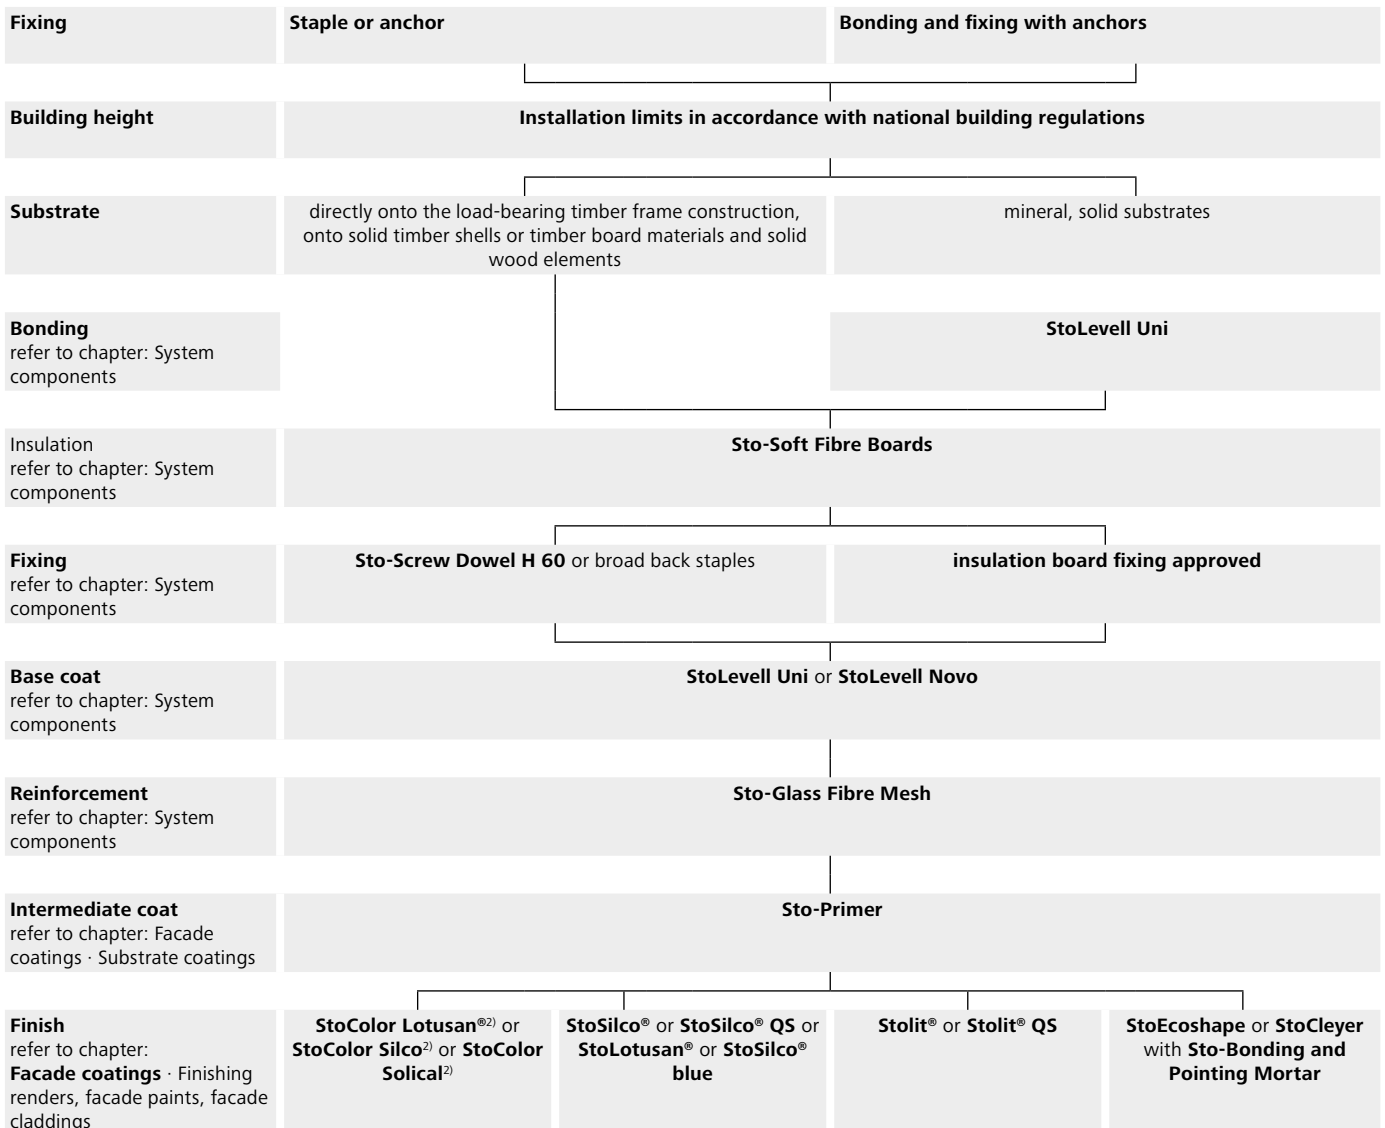 Fixing
Staple or anchor
Bonding and fixing with anchors
Building height
Installation limits in accordance with national building regulations
Substrate
directly onto the load-bearing timber frame construction,
onto solid timber shells or timber board materials and solid
wood elements
mineral, solid substrates
Bonding
refer to chapter: System
components
StoLevell Uni
Insulation
refer to chapter: System
components
Sto-Soft Fibre Boards
Fixing
refer to chapter: System
components
Sto-Screw Dowel H 60 or broad back staples
insulation board fixing approved
Base coat
refer to chapter: System
components
StoLevell Uni or StoLevell Novo
Reinforcement
refer to chapter: System
components
Sto-Glass Fibre Mesh
Intermediate coat
refer to chapter: Facade
coatings · Substrate coatings
Sto-Primer
Finish
refer to chapter:
Facade coatings · Finishing
renders, facade paints, facade
claddings
StoColor Lotusan®2) or
StoColor Silco2) or StoColor
Solical2)
StoSilco® or StoSilco® QS or
StoLotusan® or StoSilco®
blue
Stolit® or Stolit® QS
StoEcoshape or StoCleyer
with Sto-Bonding and
Pointing Mortar